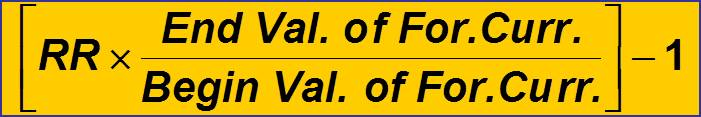 [RR × End Val. of For.Curr.
Begin Val. of For.Curr.] − 1